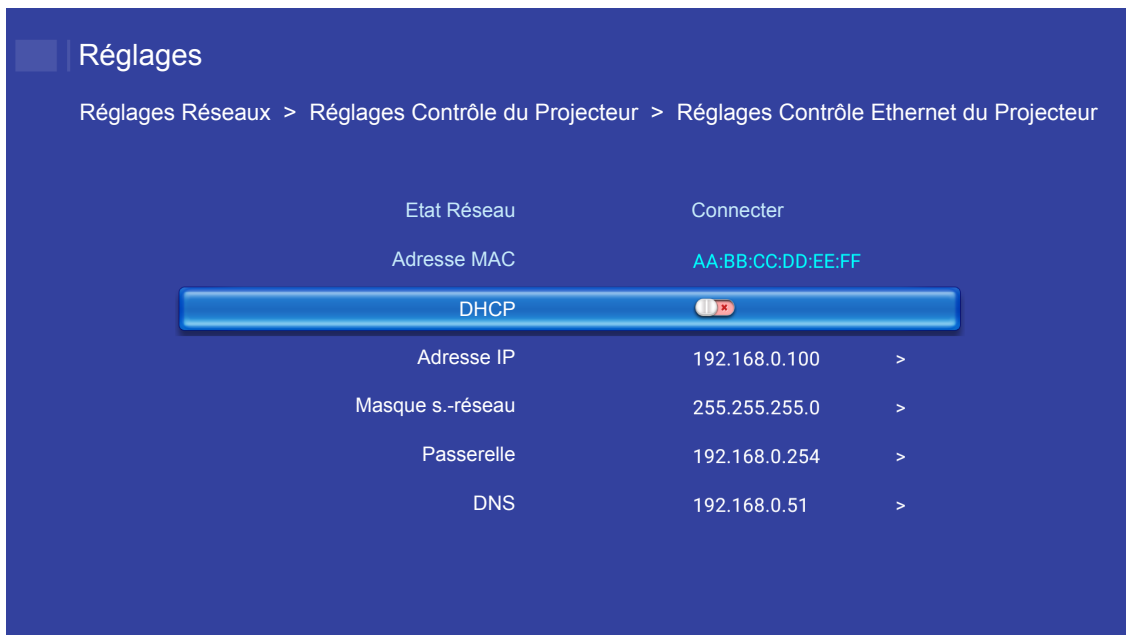 Réglages
Réglages Réseaux > Réglages Contrôle du Projecteur > Réglages Contrôle Ethernet du Projecteur
Etat Réseau Connecter
Adresse MAC AA:BB:CC:DD:EE:FF
DHCP
Adresse IP 192.168.0.100 >
Masque s.-réseau 255.255.255.0 >
Passerelle 192.168.0.254 >
DNS 192.168.0.51 >